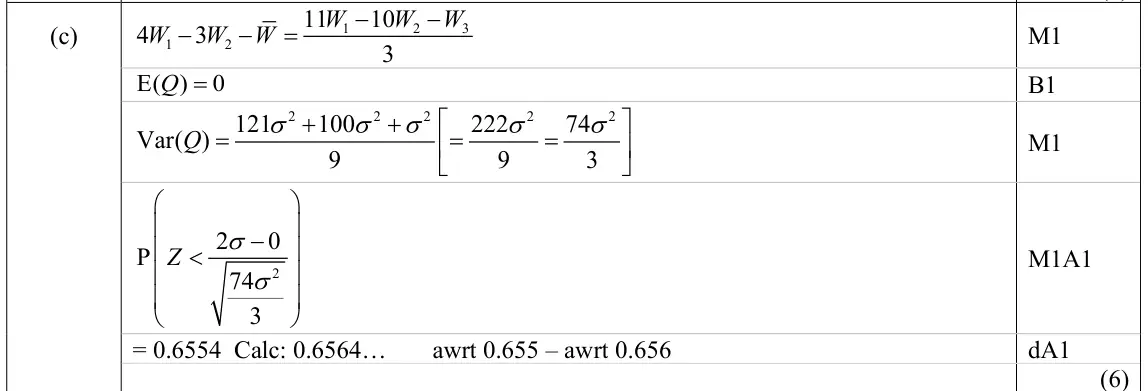 (c) 4W₁ − 3W₂ − W̅ = (11W₁ − 10W₂ − W₃)/3 M1
E(Q) = 0 B1
Var(Q) = (121σ² + 100σ² + σ²)/9 [= 222σ²/9 = 74σ²/3] M1
P(Z < (2σ − 0)/√(74σ²/3)) M1A1
= 0.6554 Calc: 0.6564… awrt 0.655 – awrt 0.656 dA1
(6)